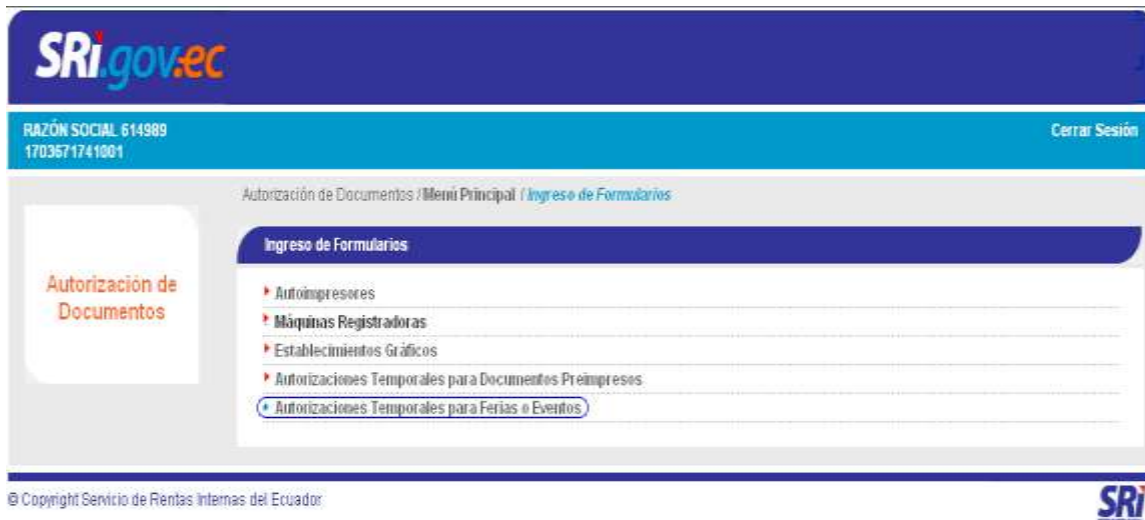 SRi.gov.ec
RAZÓN SOCIAL 614989
Cerrar Sesión
1703671741001
Autorización de Documentos / Menú Principal / Ingreso de Formularios
Ingreso de Formularios
Autorización de
Documentos
Autoimpresores
Máquinas Registradoras
Establecimientos Gráficos
Autorizaciones Temporales para Documentos Preimpresos
Autorizaciones Temporales para Ferias o Eventos
© Copyright Servicio de Rentas Internas del Ecuador
SRi